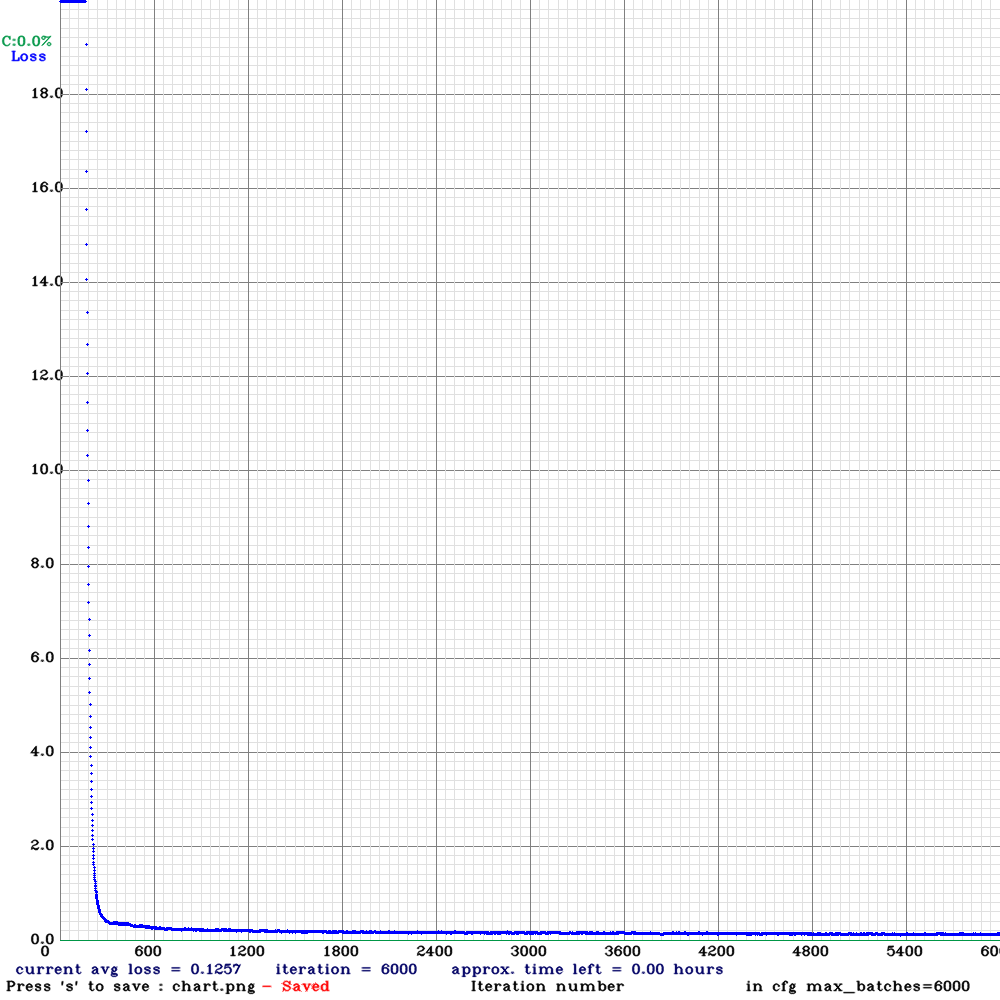 C:0.0%
Loss
18.0
16.0
14.0
12.0
10.0
8.0
6.0
4.0
2.0
0.0
0 600 1200 1800 2400 3000 3600 4200 4800 5400 600
current avg loss = 0.1257 iteration = 6000 approx. time left = 0.00 hours
Press 's' to save : chart.png - Saved Iteration number in cfg max_batches=6000